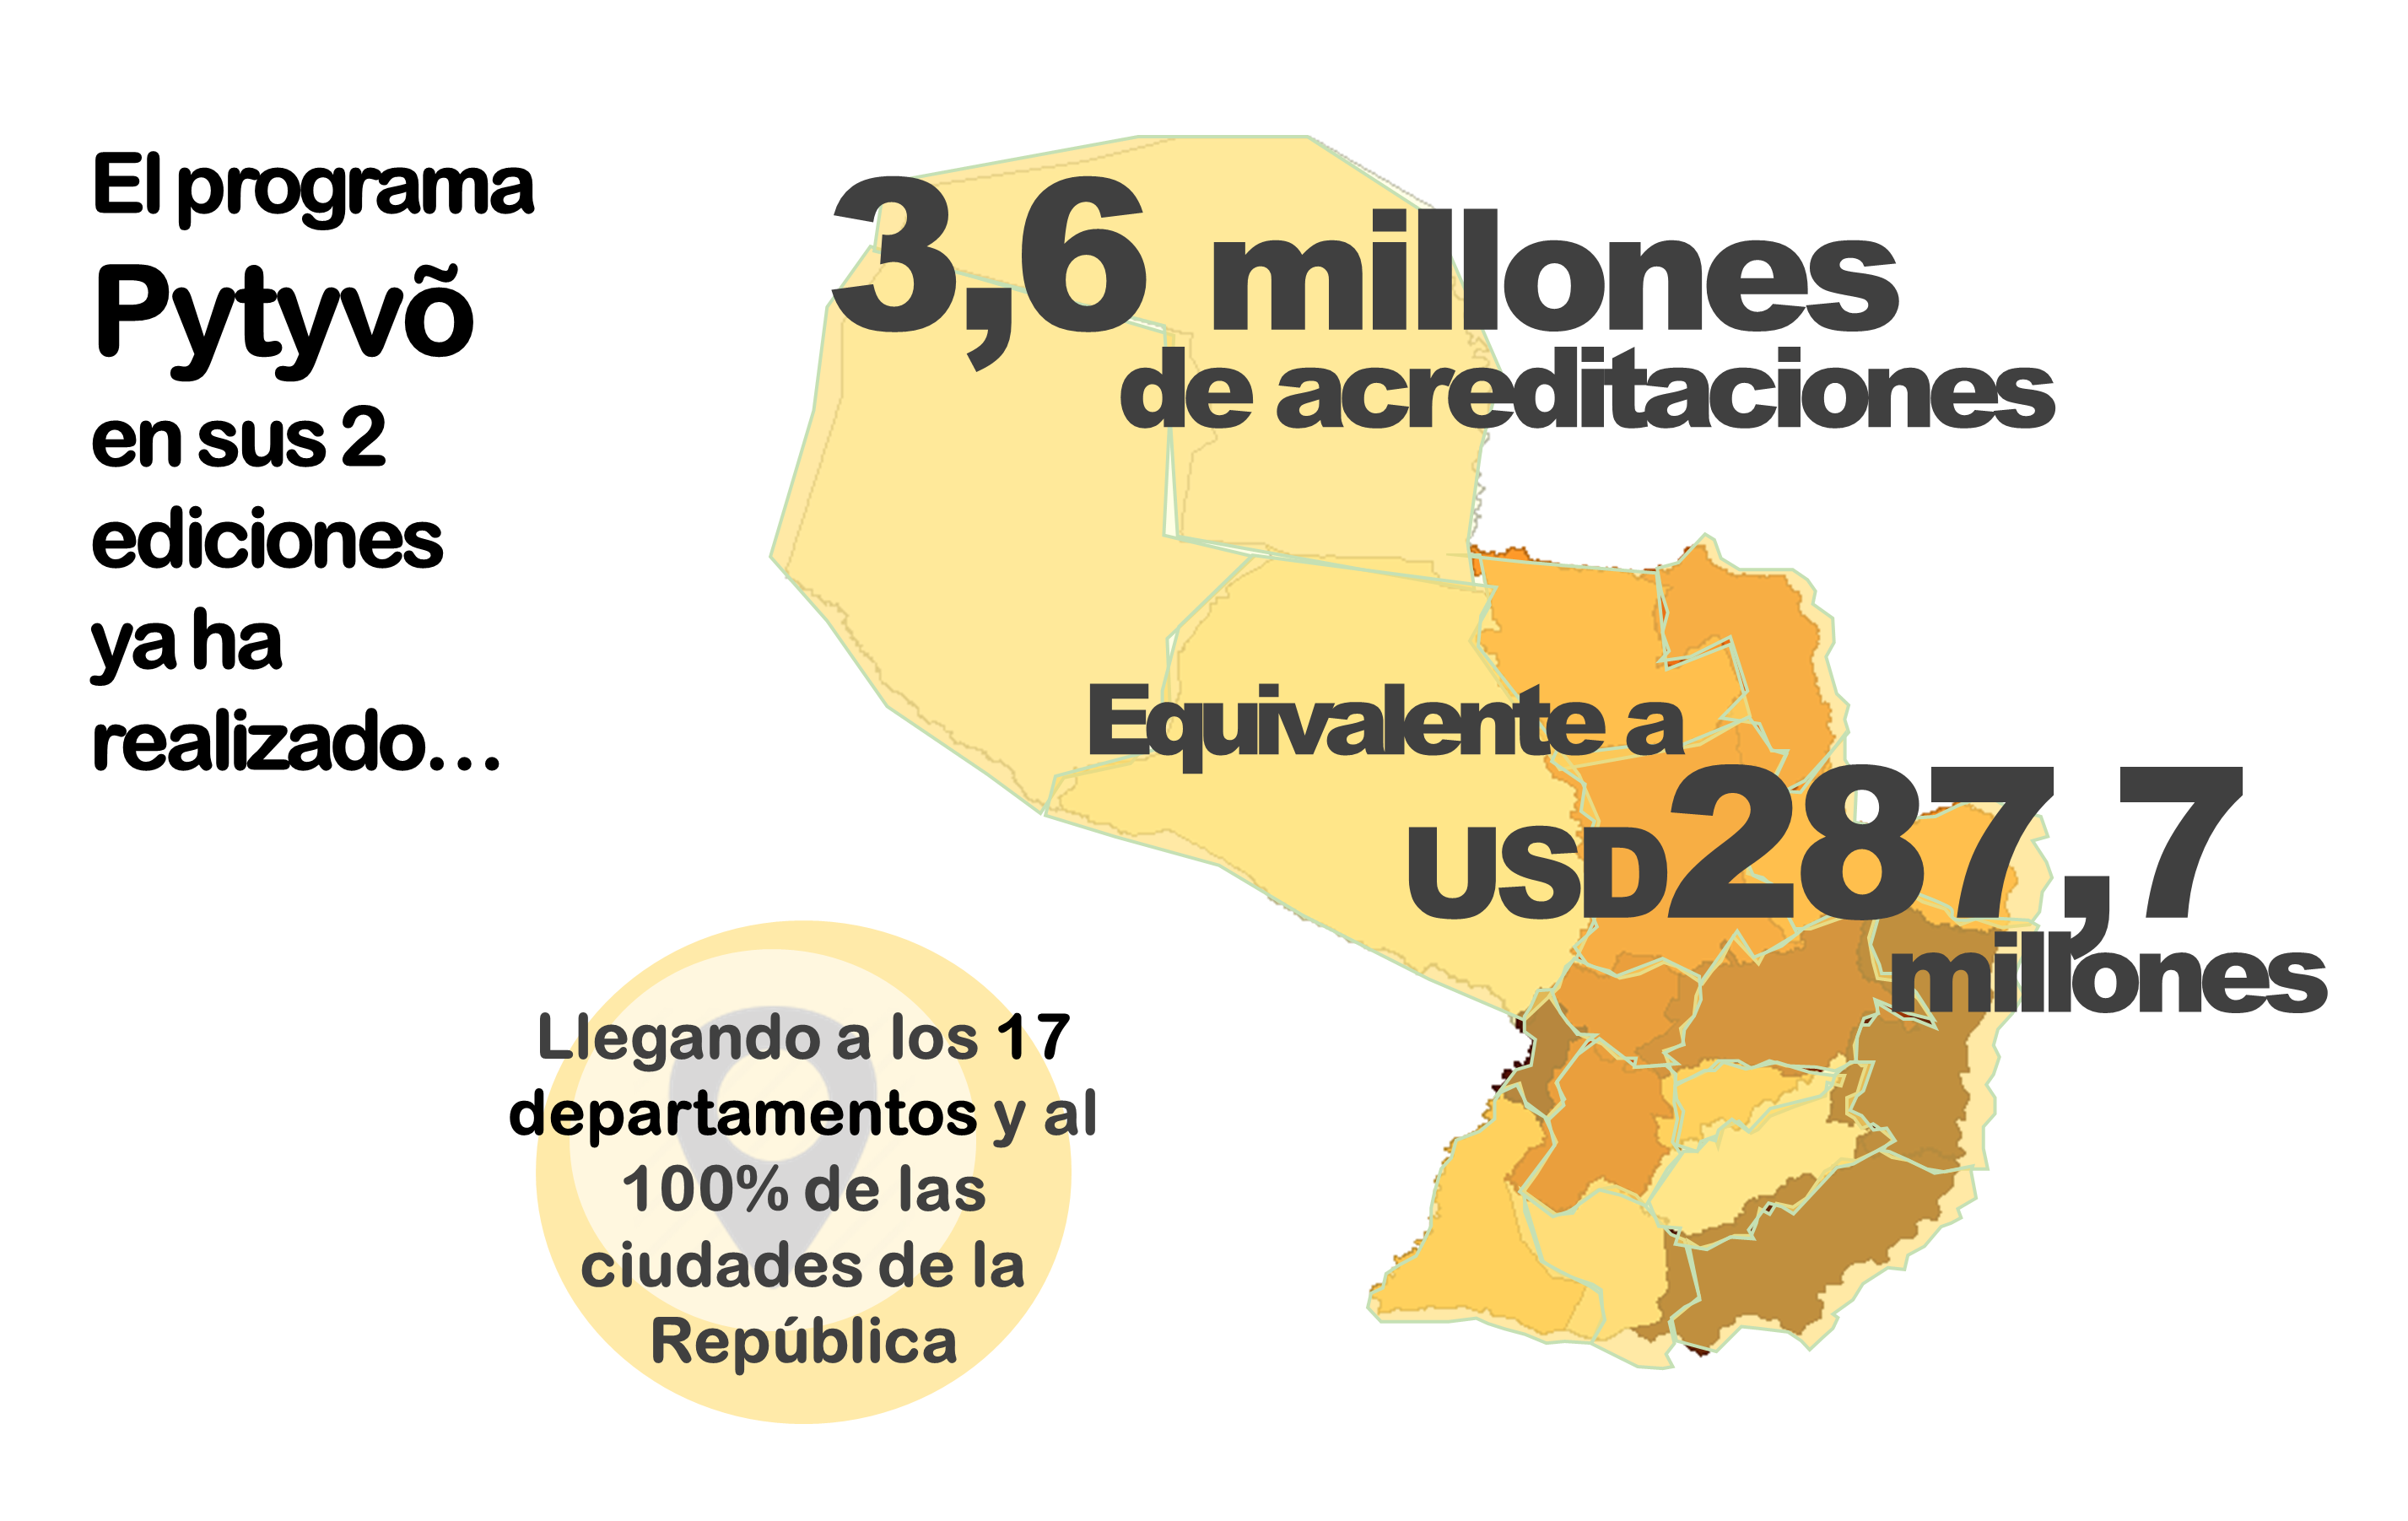 El programa
Pytyvõ
en sus 2
ediciones
ya ha
realizado...
3,6 millones
de acreditaciones
Equivalente a
USD287,7
millones
Llegando a los 17
departamentos y al
100% de las
ciudades de la
República